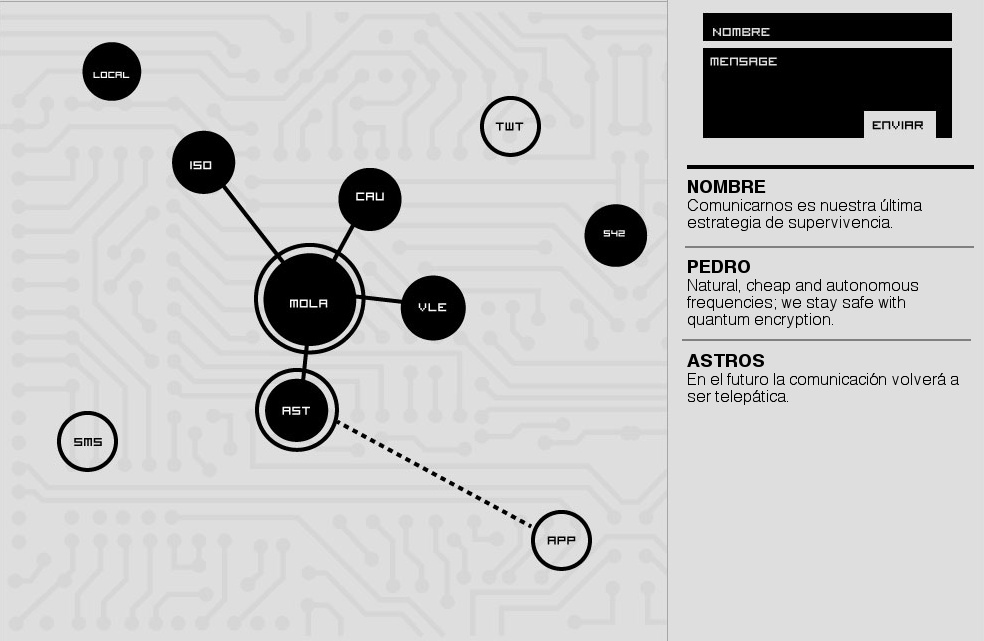 LOCAL
TWT
ISO
CAU
542
MOLA
VLE
AST
SMS
APP
NOMBRE
MENSAGE
ENVIAR
NOMBRE
Comunicarnos es nuestra última
estrategia de supervivencia.
PEDRO
Natural, cheap and autonomous
frequencies; we stay safe with
quantum encryption.
ASTROS
En el futuro la comunicación volverá a
ser telepática.